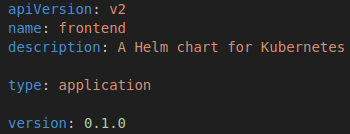 apiVersion: v2
name: frontend
description: A Helm chart for Kubernetes
type: application
version: 0.1.0